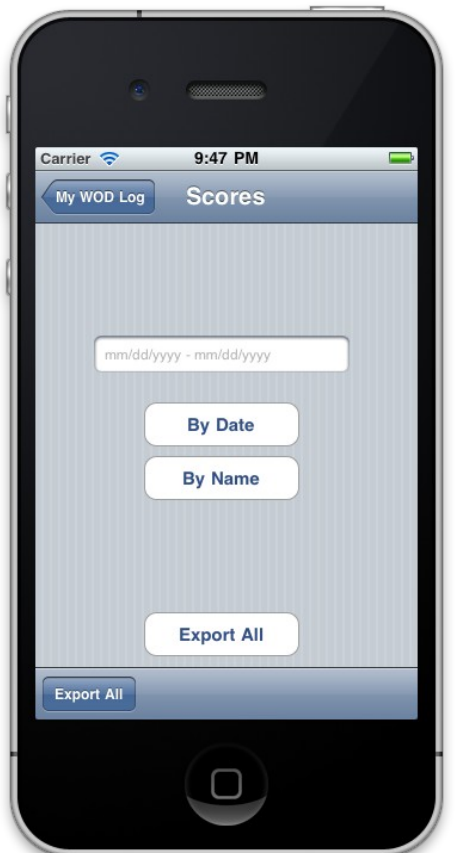 Carrier 9:47 PM
My WOD Log Scores
mm/dd/yyyy - mm/dd/yyyy
By Date
By Name
Export All
Export All